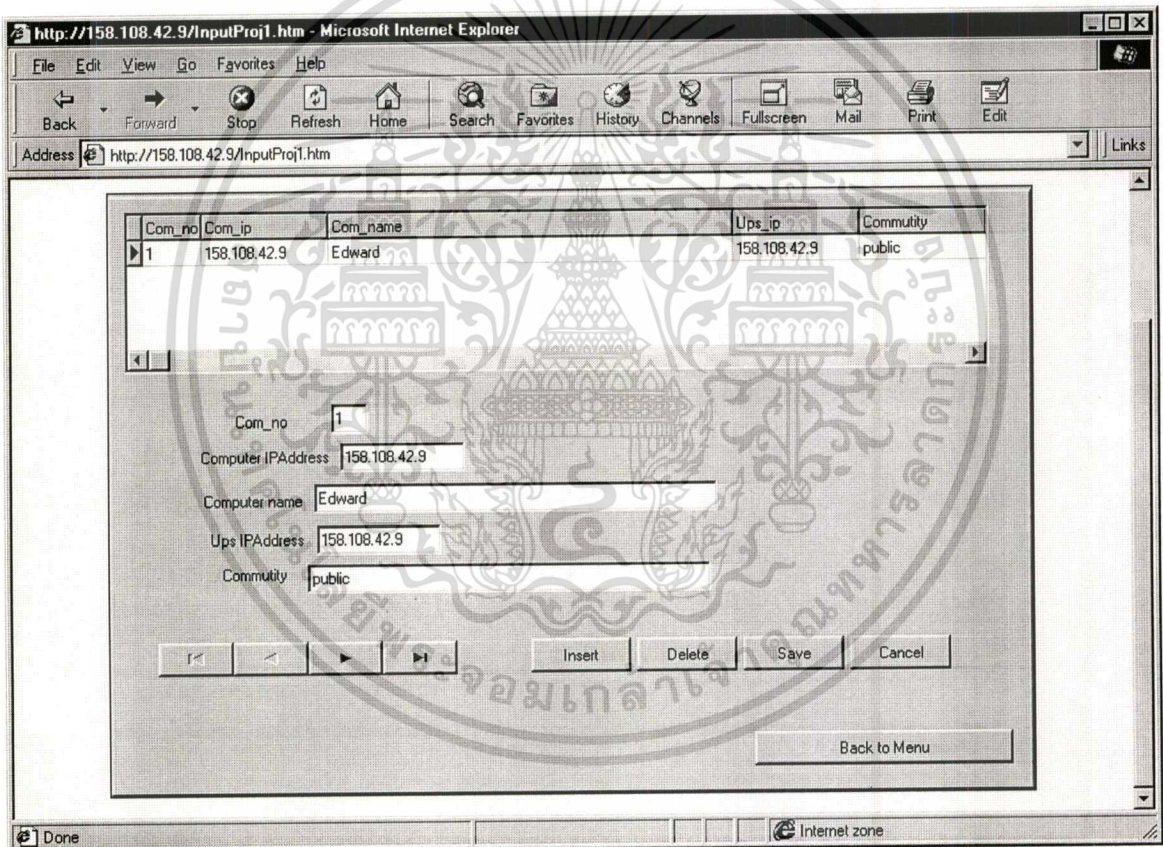 http://158.108.42.9/InputProj1.htm - Microsoft Internet Explorer
File Edit View Go Favorites Help
Back Forward Stop Refresh Home Search Favorites History Channels Fullscreen Mail Print Edit
Address http://158.108.42.9/InputProj1.htm Links
Com_no Com_ip Com_name Ups_ip Commutity
1 158.108.42.9 Edward 158.108.42.9 public
Com_no 1
Computer IPAddress 158.108.42.9
Computer name Edward
Ups IPAddress 158.108.42.9
Commutity public
Insert Delete Save Cancel
Back to Menu
Done Internet zone